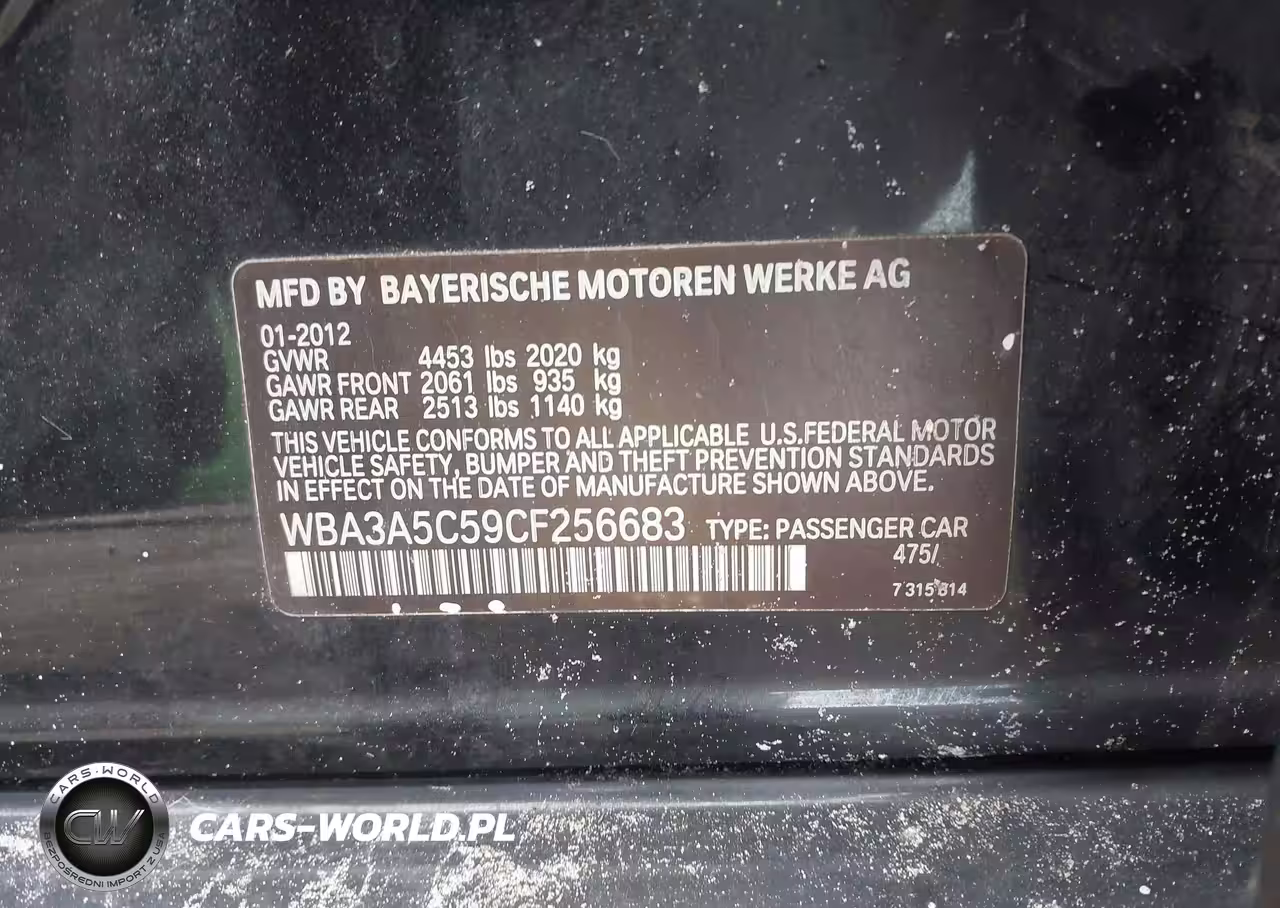 MFD BY BAYERISCHE MOTOREN WERKE AG
01-2012
GVWR 4453 lbs 2020 kg
GAWR FRONT 2061 lbs 935 kg
GAWR REAR 2513 lbs 1140 kg
THIS VEHICLE CONFORMS TO ALL APPLICABLE U.S.FEDERAL MOTOR
VEHICLE SAFETY, BUMPER AND THEFT PREVENTION STANDARDS
IN EFFECT ON THE DATE OF MANUFACTURE SHOWN ABOVE.
WBA3A5C59CF256683 TYPE: PASSENGER CAR
475/
7 315 814
CARS-WORLD
CW
BEZPOŚREDNI IMPORT Z USA
CARS-WORLD.PL